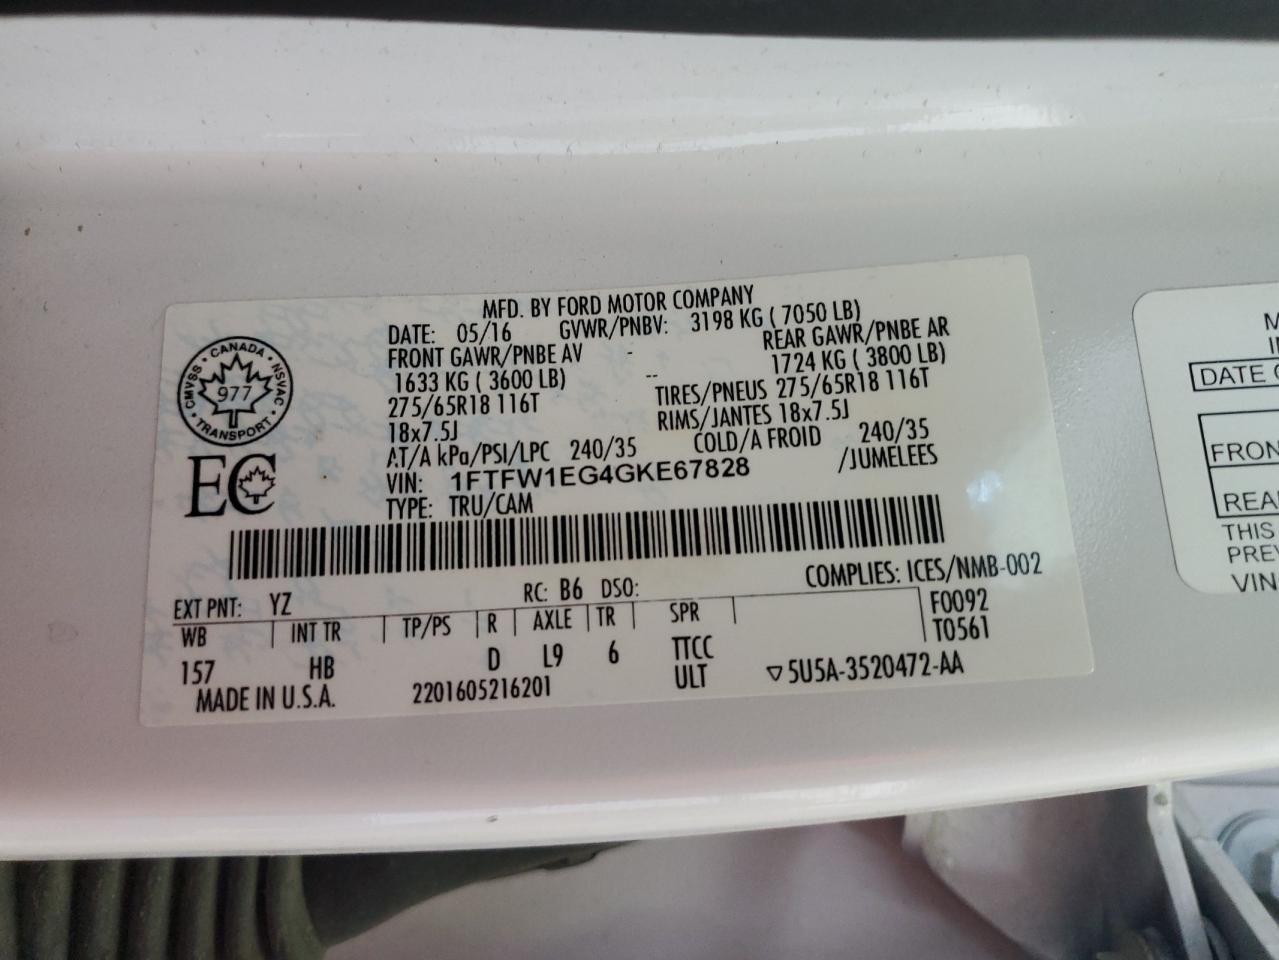 MFD. BY FORD MOTOR COMPANY
DATE: 05/16 GVWR/PNBV: 3198 KG ( 7050 LB)
FRONT GAWR/PNBE AV - REAR GAWR/PNBE AR
1633 KG ( 3600 LB) -- 1724 KG ( 3800 LB)
275/65R18 116T TIRES/PNEUS 275/65R18 116T
18x7.5J RIMS/JANTES 18x7.5J
AT/A kPa/PSI/LPC 240/35 COLD/A FROID 240/35
VIN: 1FTFW1EG4GKE67828 /JUMELEES
TYPE: TRU/CAM
CMVSS • CANADA • NSVAC • TRANSPORT •
977
EC
COMPLIES: ICES/NMB-002
EXT PNT: YZ RC: B6 DSO:
WB INT TR TP/PS R AXLE TR SPR F0092
T0561
157 HB D L9 6 TTCC
ULT
MADE IN U.S.A. 2201605216201 ▽5U5A-3520472-AA
DATE
FRON
REA
THIS
PREV
VIN